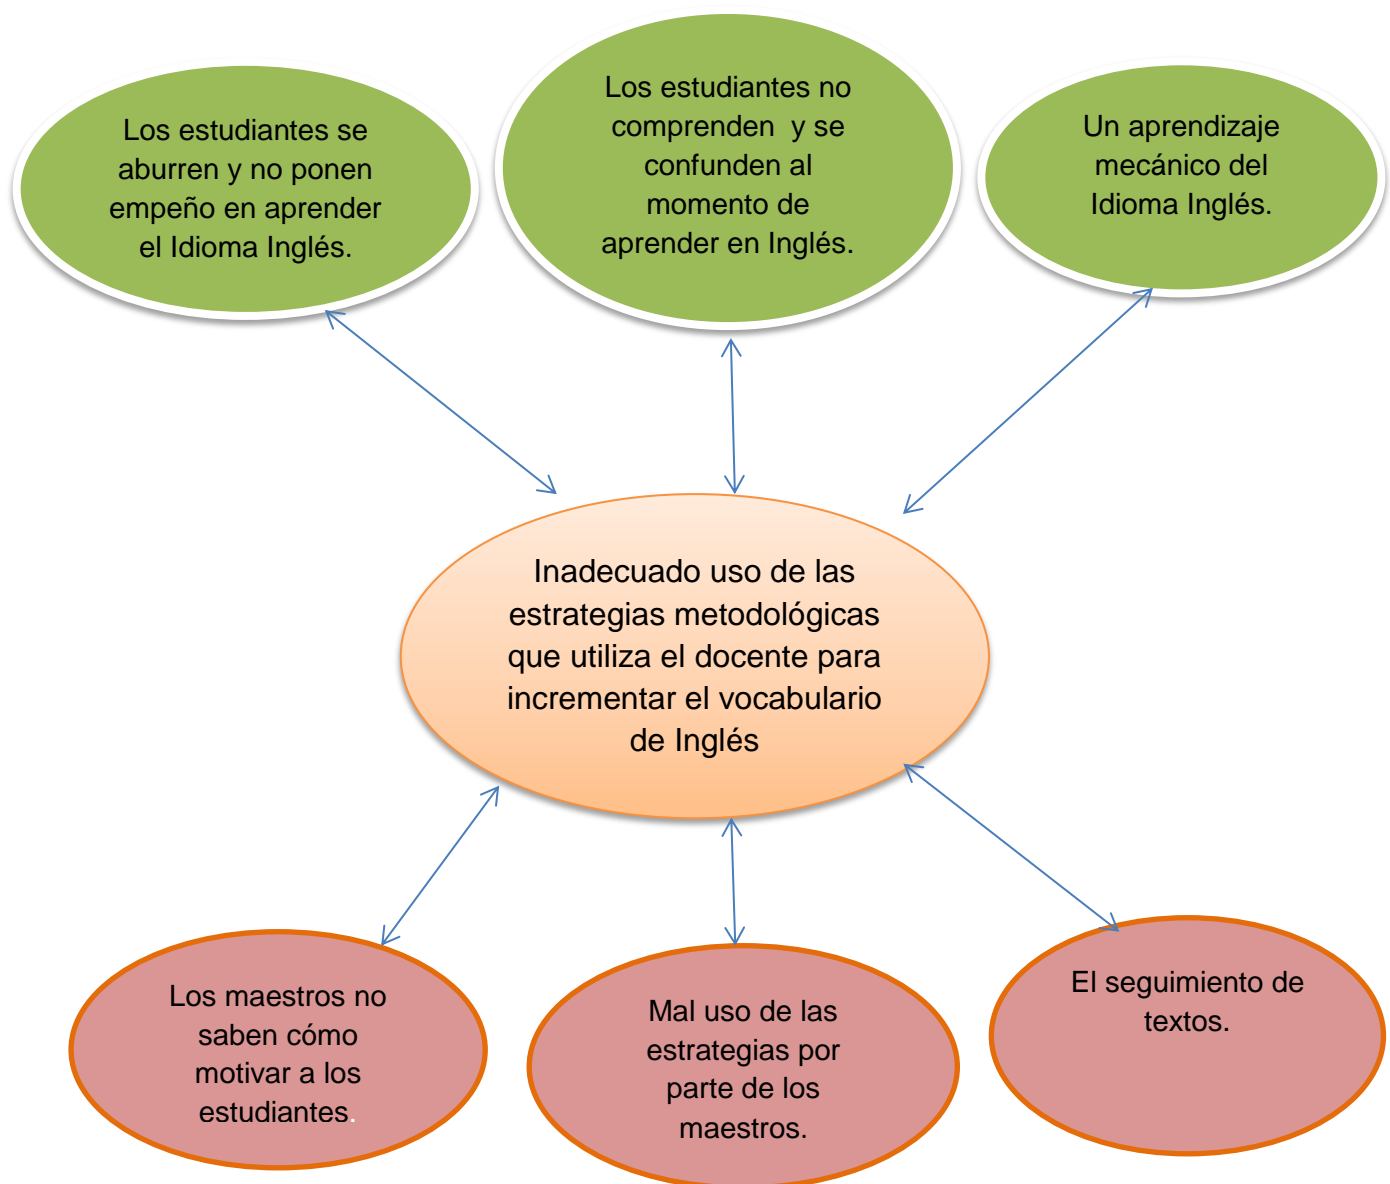 Los estudiantes se
aburren y no ponen
empeño en aprender
el Idioma Inglés.
Los estudiantes no
comprenden y se
confunden al
momento de
aprender en Inglés.
Un aprendizaje
mecánico del
Idioma Inglés.
Inadecuado uso de las
estrategias metodológicas
que utiliza el docente para
incrementar el vocabulario
de Inglés
Los maestros no
saben cómo
motivar a los
estudiantes.
Mal uso de las
estrategias por
parte de los
maestros.
El seguimiento de
textos.